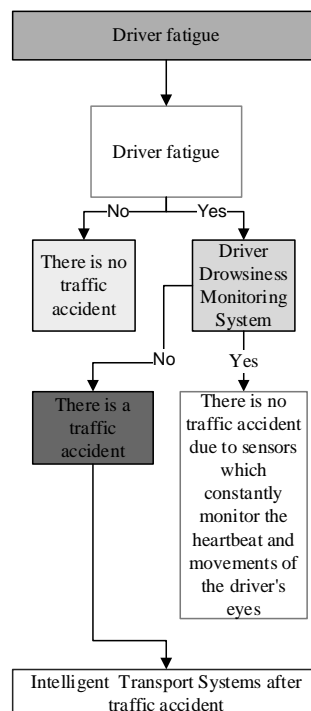 Driver fatigue
Driver fatigue
No
Yes
There is no
traffic
accident
Driver
Drowsiness
Monitoring
System
No
Yes
There is a
traffic
accident
There is no
traffic accident
due to sensors
which
constantly
monitor the
heartbeat and
movements of
the driver's
eyes
Intelligent Transport Systems after
traffic accident